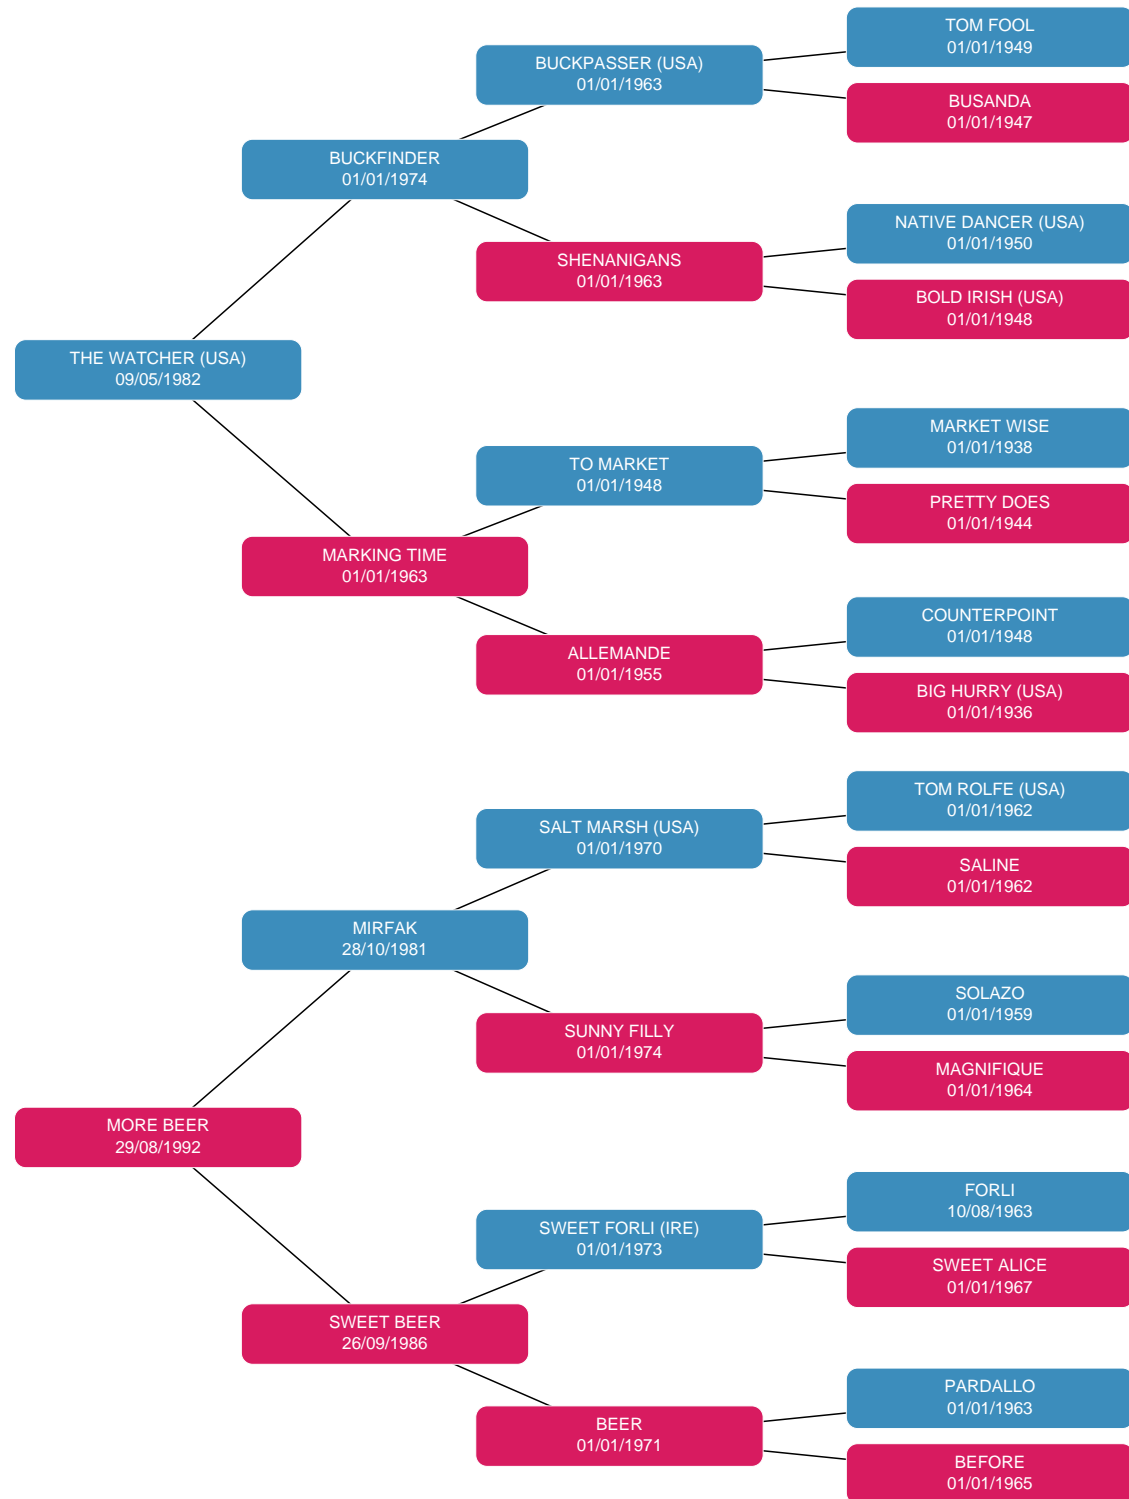 TOM FOOL
01/01/1949
BUCKPASSER (USA)
01/01/1963
BUSANDA
01/01/1947
BUCKFINDER
01/01/1974
NATIVE DANCER (USA)
01/01/1950
SHENANIGANS
01/01/1963
BOLD IRISH (USA)
01/01/1948
THE WATCHER (USA)
09/05/1982
MARKET WISE
01/01/1938
TO MARKET
01/01/1948
PRETTY DOES
01/01/1944
MARKING TIME
01/01/1963
COUNTERPOINT
01/01/1948
ALLEMANDE
01/01/1955
BIG HURRY (USA)
01/01/1936
TOM ROLFE (USA)
01/01/1962
SALT MARSH (USA)
01/01/1970
SALINE
01/01/1962
MIRFAK
28/10/1981
SOLAZO
01/01/1959
SUNNY FILLY
01/01/1974
MAGNIFIQUE
01/01/1964
MORE BEER
29/08/1992
FORLI
10/08/1963
SWEET FORLI (IRE)
01/01/1973
SWEET ALICE
01/01/1967
SWEET BEER
26/09/1986
PARDALLO
01/01/1963
BEER
01/01/1971
BEFORE
01/01/1965